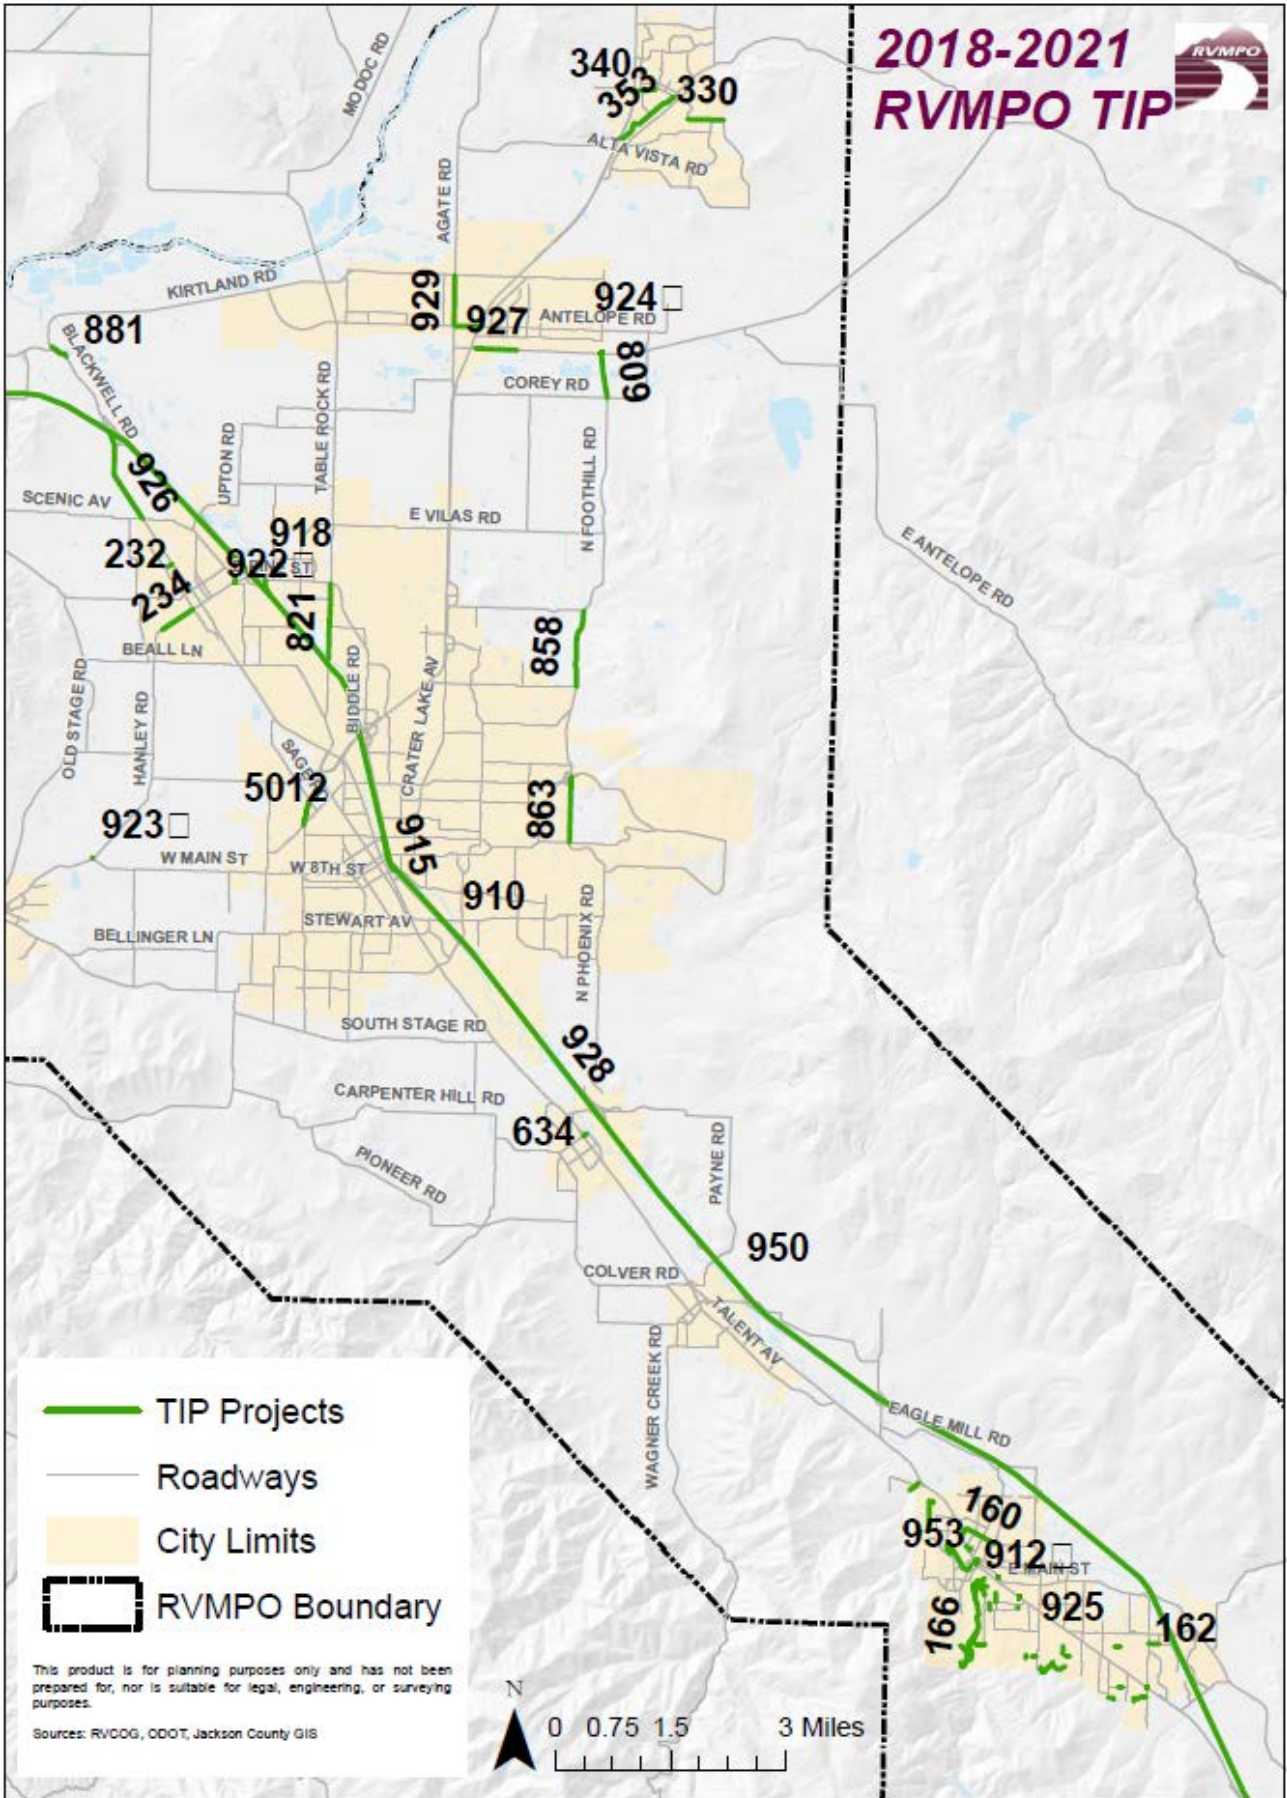 2018-2021
RVMPO TIP
RVMPO
MODOC RD
340
353
330
ALTA VISTA RD
AGATE RD
KIRTLAND RD
929
924
ANTELOPE RD
927
881
BLACKWELL RD
608
COREY RD
TABLE ROCK RD
UPTON RD
926
SCENIC AV
N FOOTHILL RD
E VILAS RD
918
E ANTELOPE RD
232
922
234
821
858
BEALL LN
BIDDLE RD
CRATER LAKE AV
OLD STAGE RD
HANLEY RD
5012
863
923
915
W MAIN ST
W 8TH ST
910
STEWART AV
N PHOENIX RD
BELLINGER LN
SOUTH STAGE RD
928
CARPENTER HILL RD
634
PAYNE RD
PIONEER RD
950
COLVER RD
TALENT AV
WAGNER CREEK RD
EAGLE MILL RD
160
953
912
E MAIN ST
925
166
162
TIP Projects
Roadways
City Limits
RVMPO Boundary
This product is for planning purposes only and has not been
prepared for, nor is suitable for legal, engineering, or surveying
purposes.
Sources: RVCOG, ODOT, Jackson County GIS
N
0 0.75 1.5 3 Miles